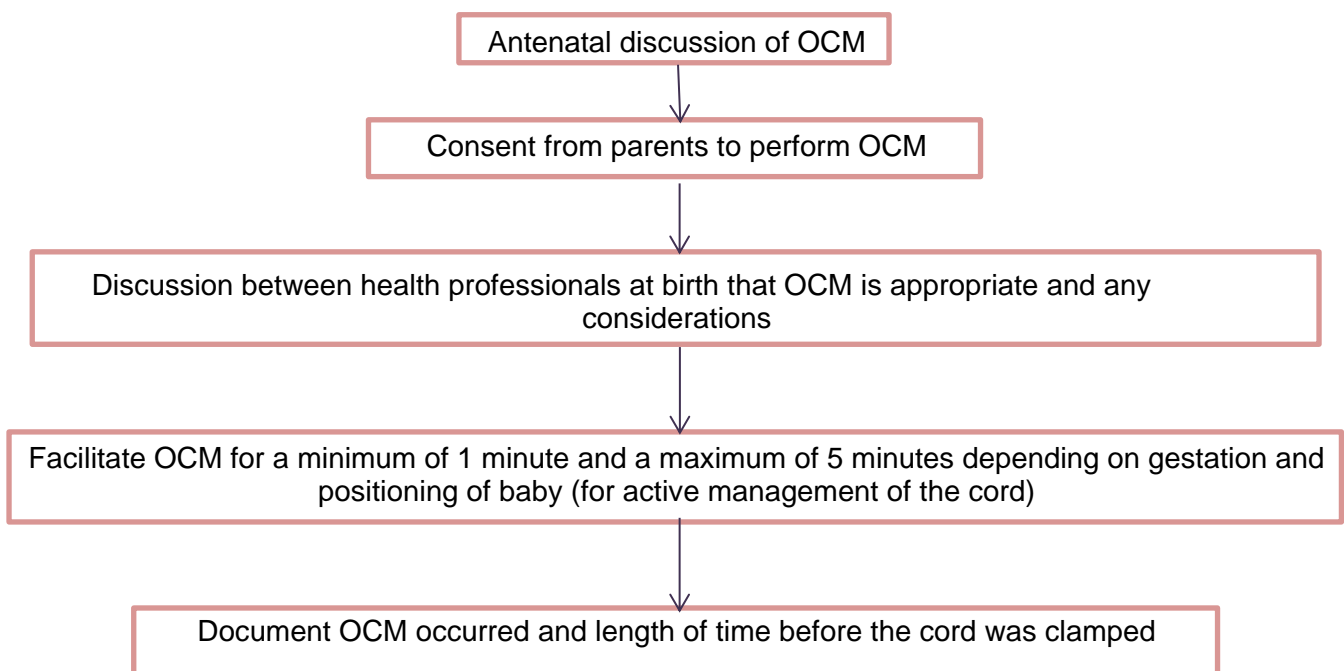 Antenatal discussion of OCM
Consent from parents to perform OCM
Discussion between health professionals at birth that OCM is appropriate and any
considerations
Facilitate OCM for a minimum of 1 minute and a maximum of 5 minutes depending on gestation and
positioning of baby (for active management of the cord)
Document OCM occurred and length of time before the cord was clamped